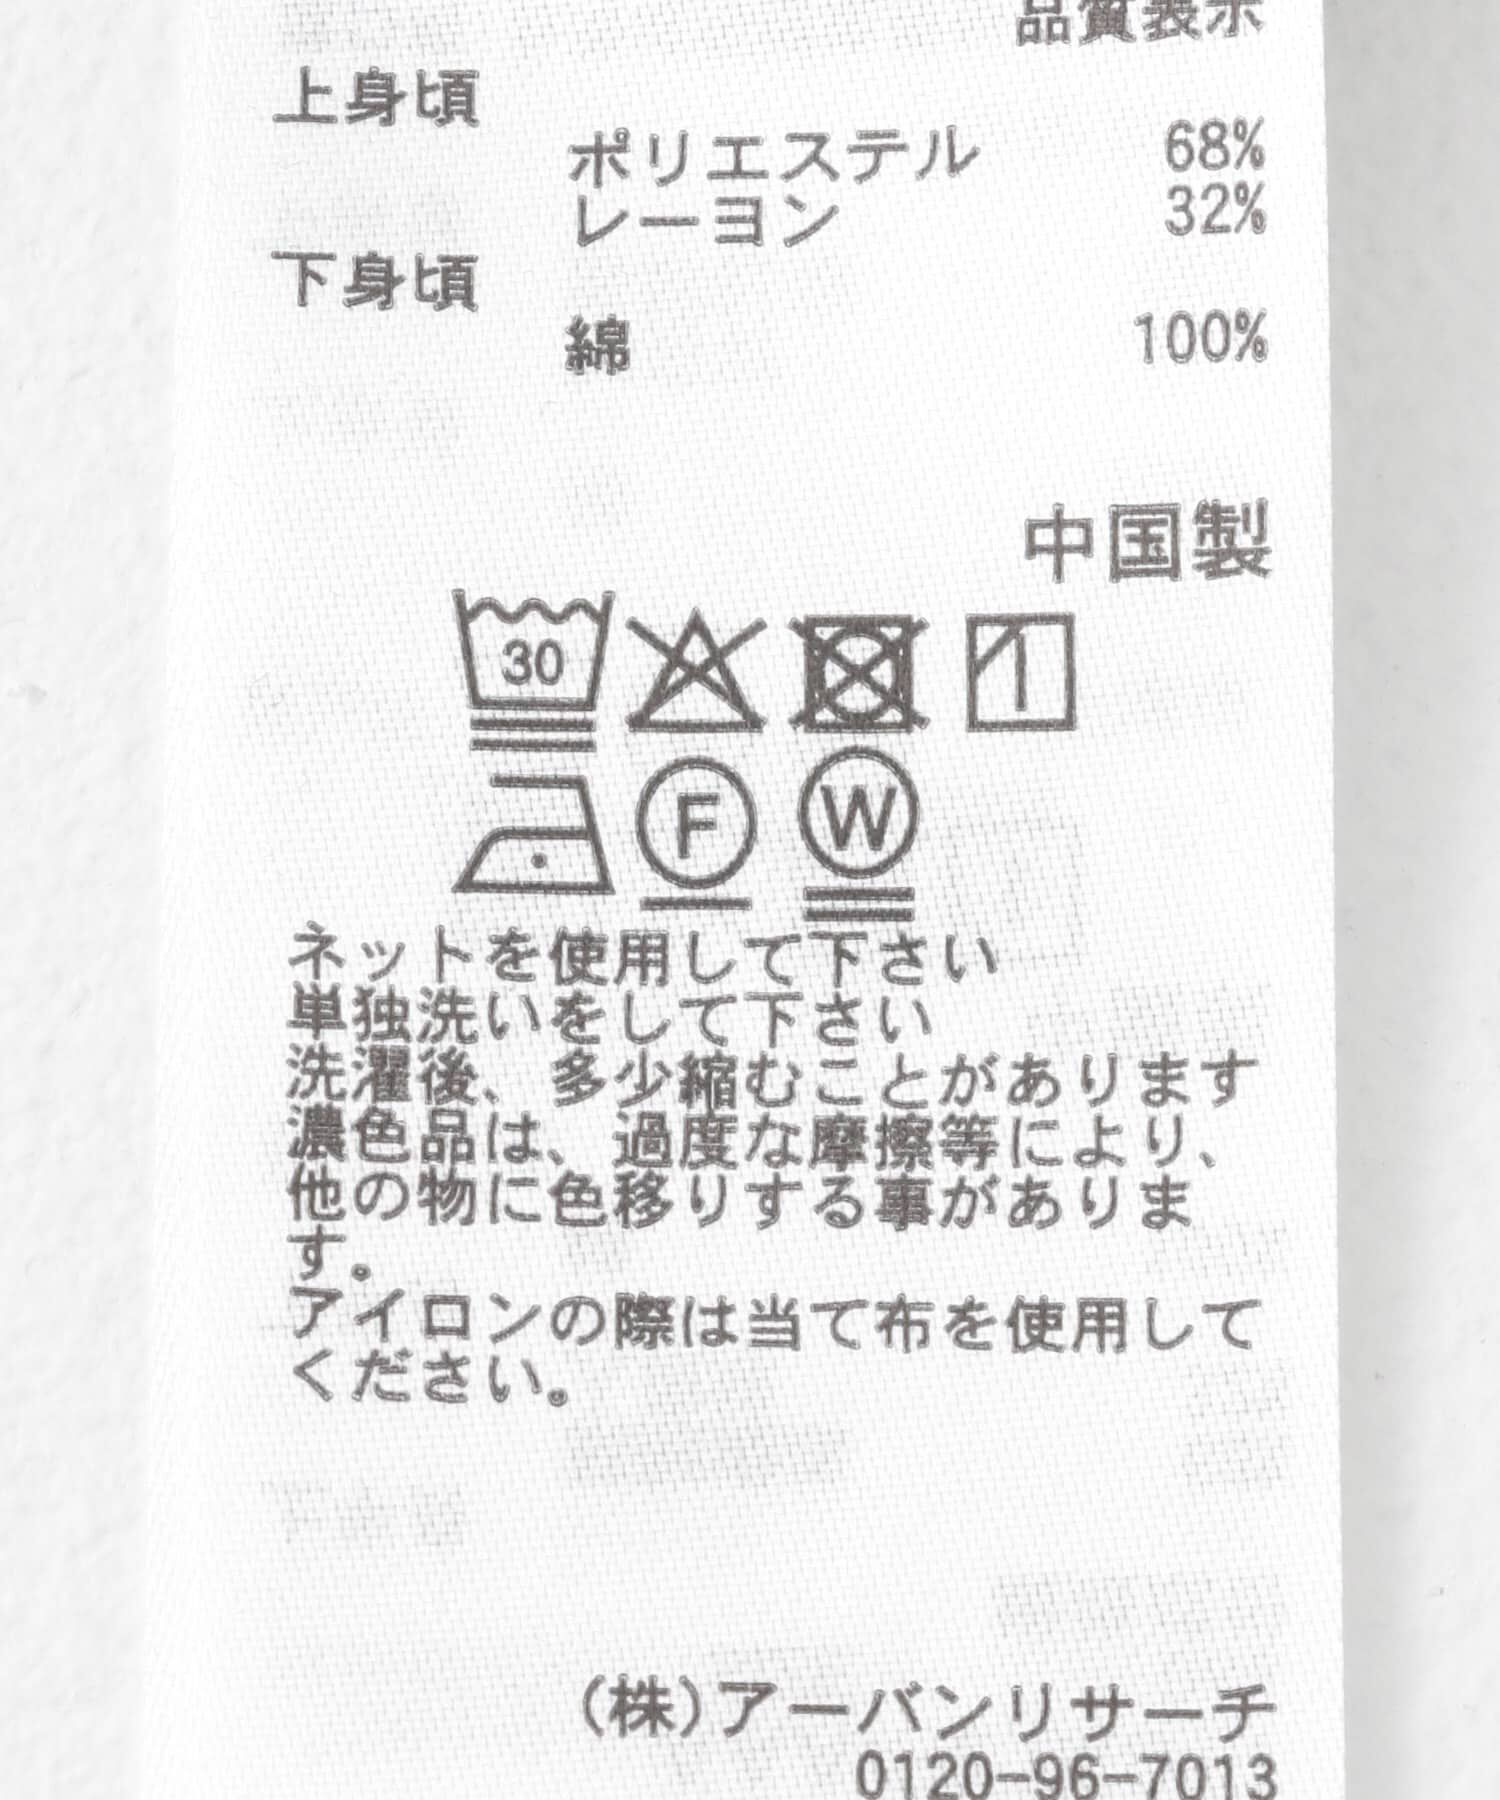 品質表示
上身頃
ポリエステル 68%
レーヨン 32%
下身頃
綿 100%
中国製
30
F W
ネットを使用して下さい
単独洗いをして下さい
洗濯後、多少縮むことがあります
濃色品は、過度な摩擦等により、
他の物に色移りする事がありま
す。
アイロンの際は当て布を使用して
ください。
(株)アーバンリサーチ
0120-96-7013